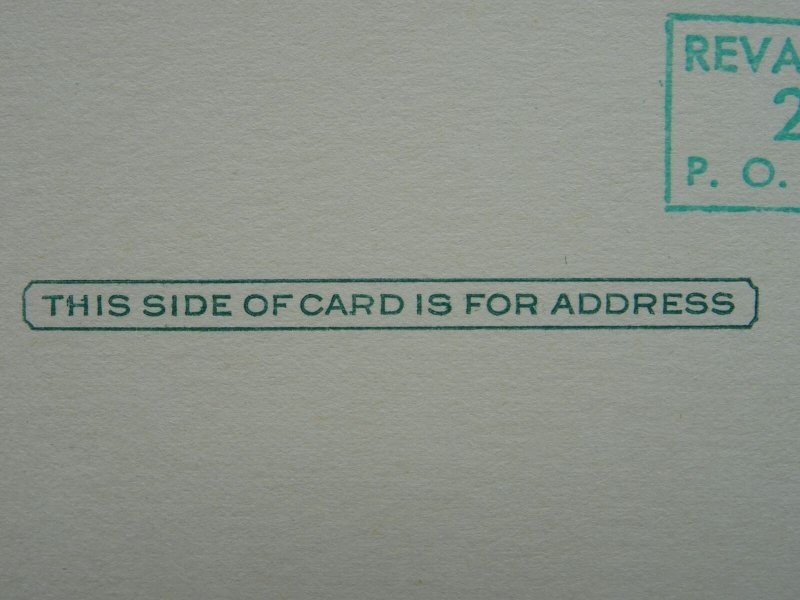 REVA
2
P. O.
THIS SIDE OF CARD IS FOR ADDRESS